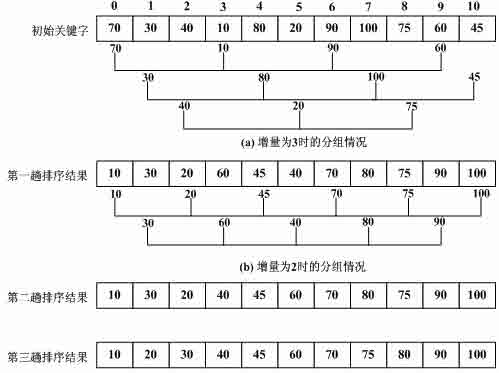 0 1 2 3 4 5 6 7 8 9 10
初始关键字 70 30 40 10 80 20 90 100 75 60 45
70 10 90 60
30 80 100 45
40 20 75
(a) 增量为3时的分组情况
第一趟排序结果 10 30 20 60 45 40 70 80 75 90 100
10 20 45 70 75 100
30 60 40 80 90
(b) 增量为2时的分组情况
第二趟排序结果 10 30 20 40 45 60 70 80 75 90 100
第三趟排序结果 10 20 30 40 45 60 70 75 80 90 100